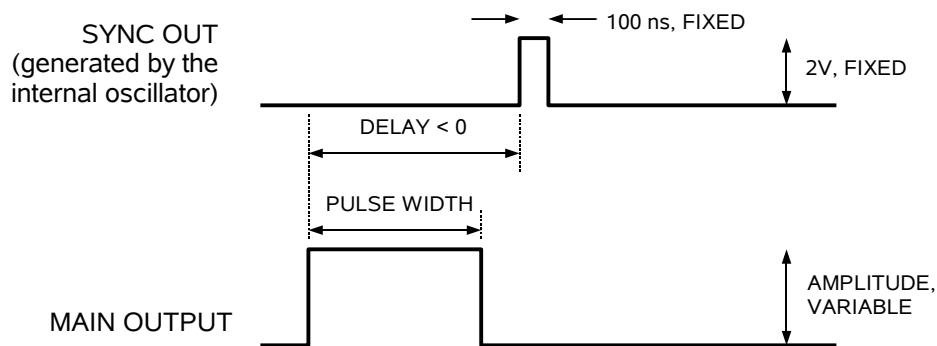 SYNC OUT
(generated by the
internal oscillator)
100 ns, FIXED
2V, FIXED
DELAY < 0
PULSE WIDTH
AMPLITUDE,
VARIABLE
MAIN OUTPUT